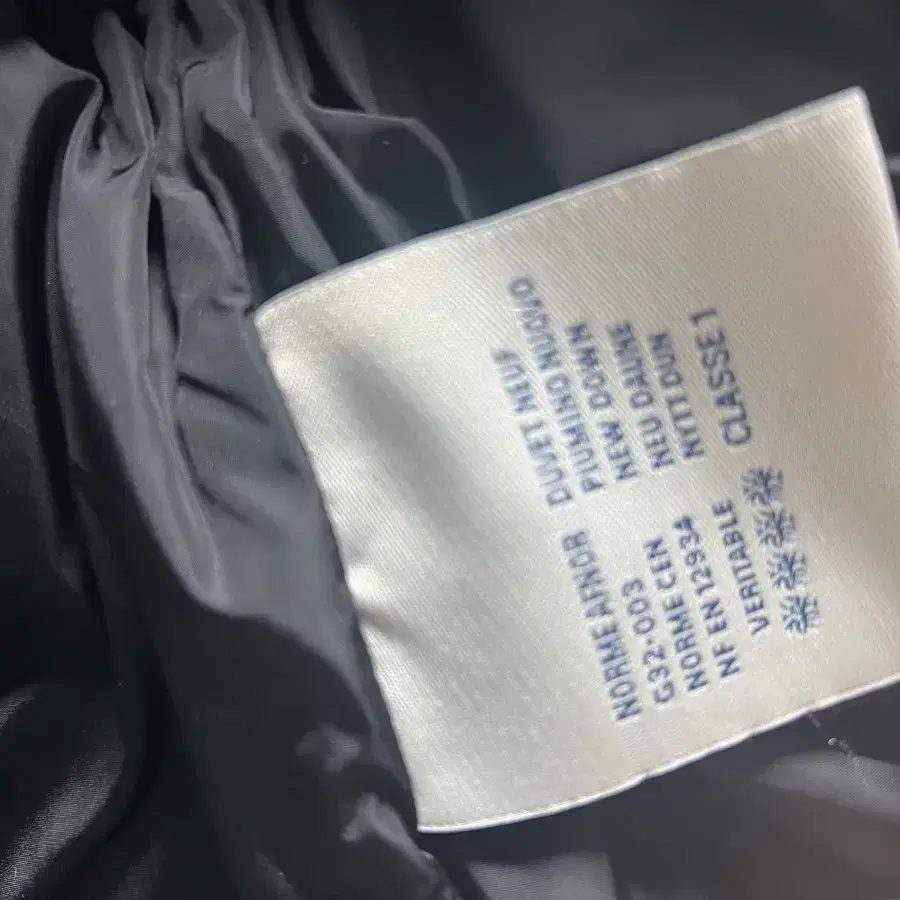 DUVET NEUF
PIUMINO NUOVO
NEW DOWN
NEU DAUNE
NYTT DUN
CLASSE 1
NORME AFNOR
G32-003
NORME CEN
NF EN 12934
VERITABLE